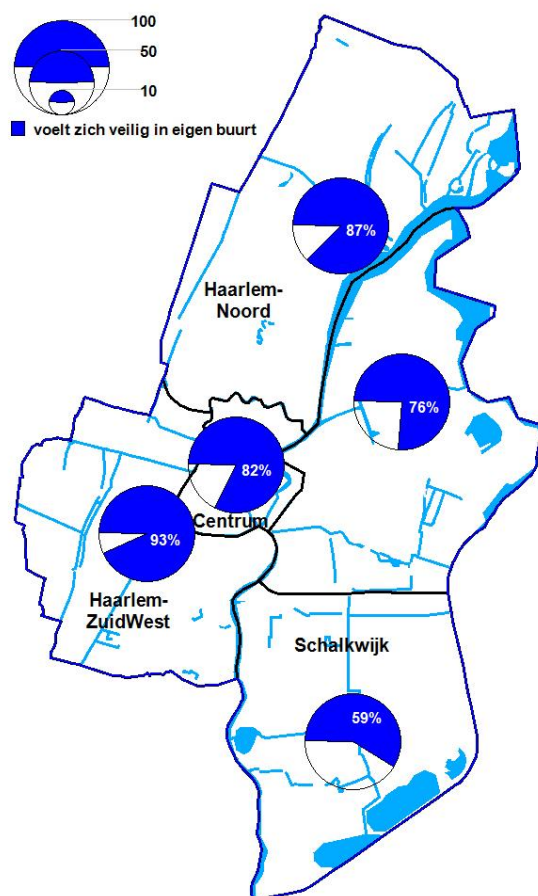 100
50
10
voelt zich veilig in eigen buurt
87%
Haarlem-
Noord
76%
82%
Centrum
93%
Haarlem-
ZuidWest
Schalkwijk
59%